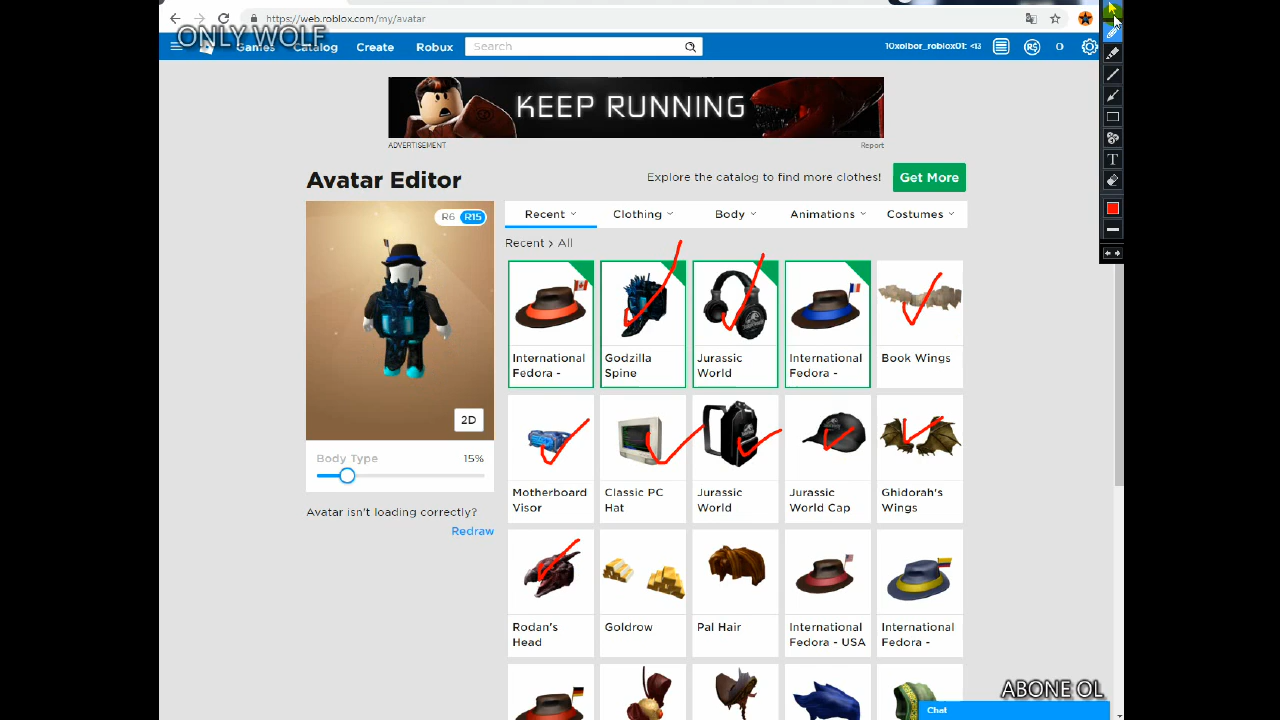 https://web.roblox.com/my/avatar
ONLY WOLF
Games
Catalog
Create
Robux
Search
KEEP RUNNING
ADVERTISEMENT
Report
Avatar Editor
Explore the catalog to find more clothes!
Get More
R6 R15
2D
Body Type 15%
Avatar isn't loading correctly?
Redraw
Recent
Clothing
Body
Animations
Costumes
Recent > All
International
Fedora -
Godzilla
Spine
Jurassic
World
International
Fedora -
Book Wings
Motherboard
Visor
Classic PC
Hat
Jurassic
World
Jurassic
World Cap
Ghidorah's
Wings
Rodan's
Head
Goldrow
Pal Hair
International
Fedora - USA
International
Fedora -
ABONE OL
Chat